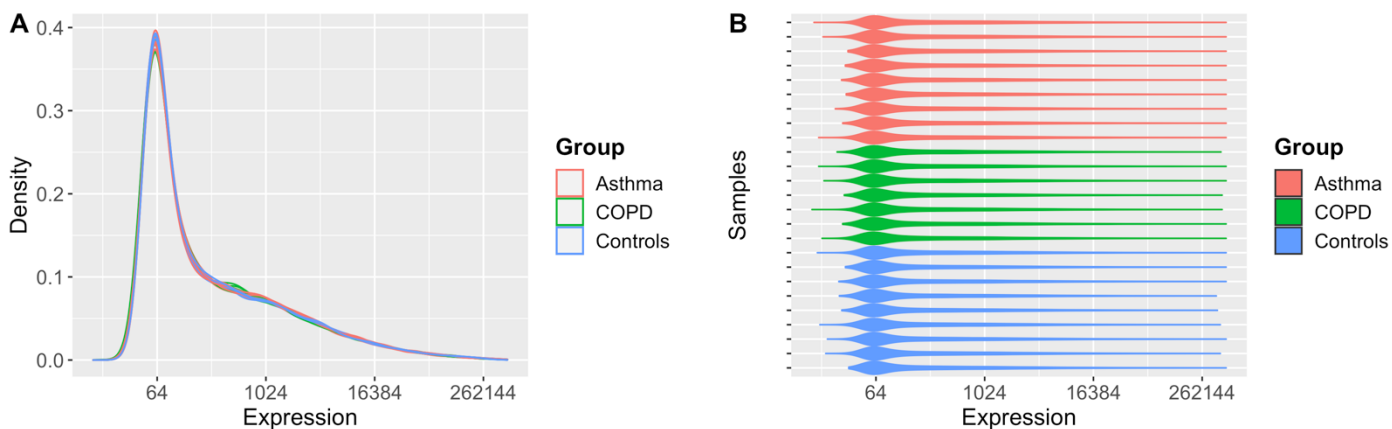 A
Density
0.4
0.3
0.2
0.1
0.0
64 1024 16384 262144
Expression
Group
Asthma
COPD
Controls
B
Samples
64 1024 16384 262144
Expression
Group
Asthma
COPD
Controls